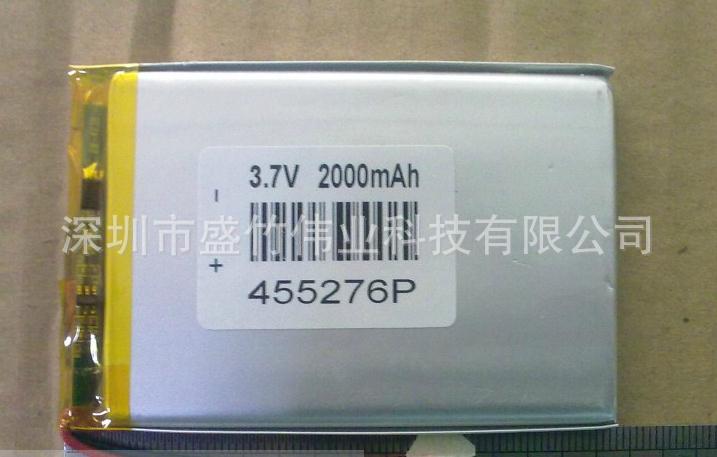 3.7V 2000mAh
-
深圳市盛竹伟业科技有限公司
+
455276P